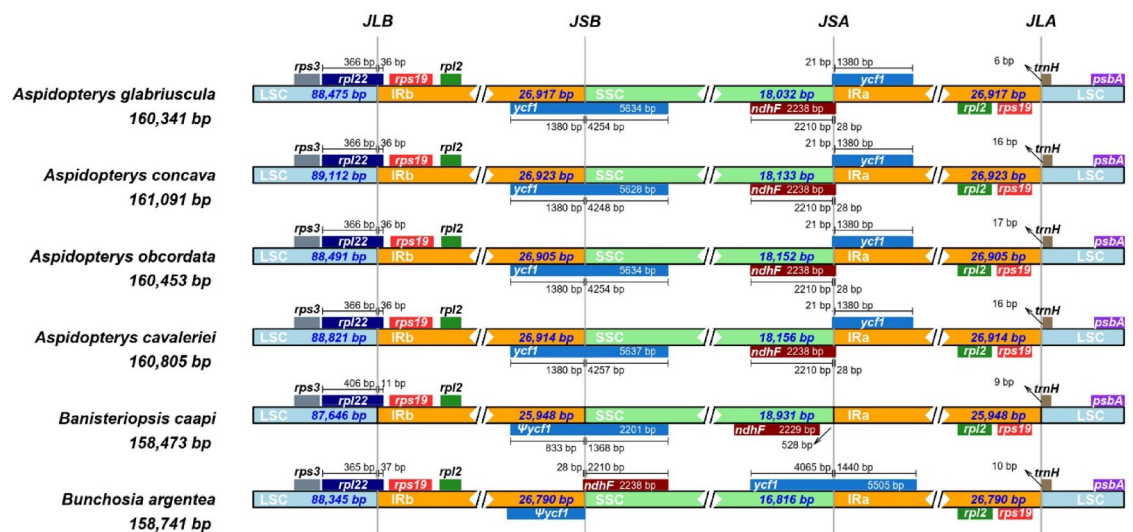 JLB JSB JSA JLA
366 bp 36 bp 21 bp 1380 bp 6 bp
rps3 rpl22 rps19 rpl2 ycf1 trnH psbA
Aspidopterys glabriuscula LSC 88,475 bp IRb 26,917 bp SSC 18,032 bp IRa 26,917 bp LSC
160,341 bp ycf1 5634 bp ndhF 2238 bp rpl2 rps19
1380 bp 4254 bp 2210 bp 28 bp
366 bp 36 bp 21 bp 1380 bp 16 bp
rps3 rpl22 rps19 rpl2 ycf1 trnH psbA
Aspidopterys concava LSC 89,112 bp IRb 26,923 bp SSC 18,133 bp IRa 26,923 bp LSC
161,091 bp ycf1 5628 bp ndhF 2238 bp rpl2 rps19
1380 bp 4248 bp 2210 bp 28 bp
366 bp 36 bp 21 bp 1380 bp 17 bp
rps3 rpl22 rps19 rpl2 ycf1 trnH psbA
Aspidopterys obcordata LSC 88,491 bp IRb 26,905 bp SSC 18,152 bp IRa 26,905 bp LSC
160,453 bp ycf1 5634 bp ndhF 2238 bp rpl2 rps19
1380 bp 4254 bp 2210 bp 28 bp
366 bp 36 bp 21 bp 1380 bp 16 bp
rps3 rpl22 rps19 rpl2 ycf1 trnH psbA
Aspidopterys cavaleriei LSC 88,821 bp IRb 26,914 bp SSC 18,156 bp IRa 26,914 bp LSC
160,805 bp ycf1 5637 bp ndhF 2238 bp rpl2 rps19
1380 bp 4257 bp 2210 bp 28 bp
406 bp 11 bp 9 bp
rps3 rpl22 rps19 rpl2 trnH psbA
Banisteriopsis caapi LSC 87,646 bp IRb 25,948 bp SSC 18,931 bp IRa 25,948 bp LSC
158,473 bp Ψycf1 2201 bp ndhF 2229 bp rpl2 rps19
833 bp 1368 bp 528 bp
365 bp 37 bp 28 bp 2210 bp 4065 bp 1440 bp 10 bp
rps3 rpl22 rps19 rpl2 ndhF 2238 bp ycf1 5505 bp trnH psbA
Bunchosia argentea LSC 88,345 bp IRb 26,790 bp SSC 16,816 bp IRa 26,790 bp LSC
158,741 bp Ψycf1 rpl2 rps19